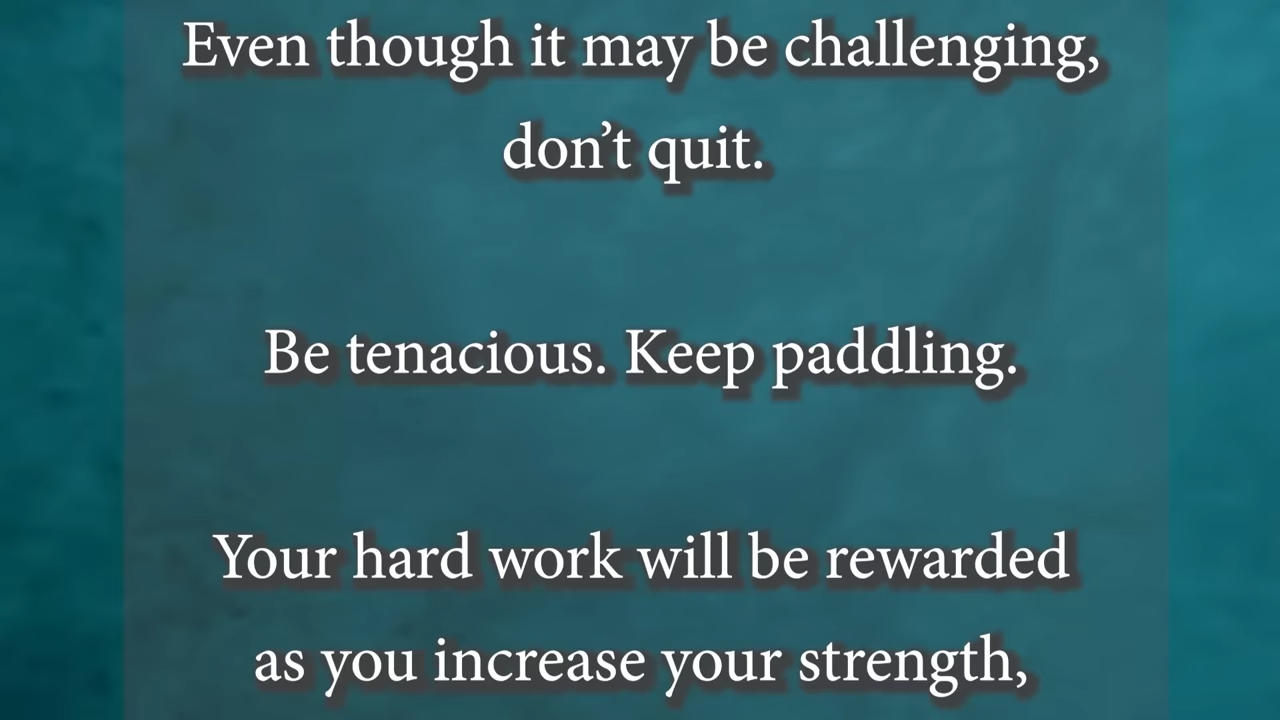 Even though it may be challenging,
don’t quit.
Be tenacious. Keep paddling.
Your hard work will be rewarded
as you increase your strength,